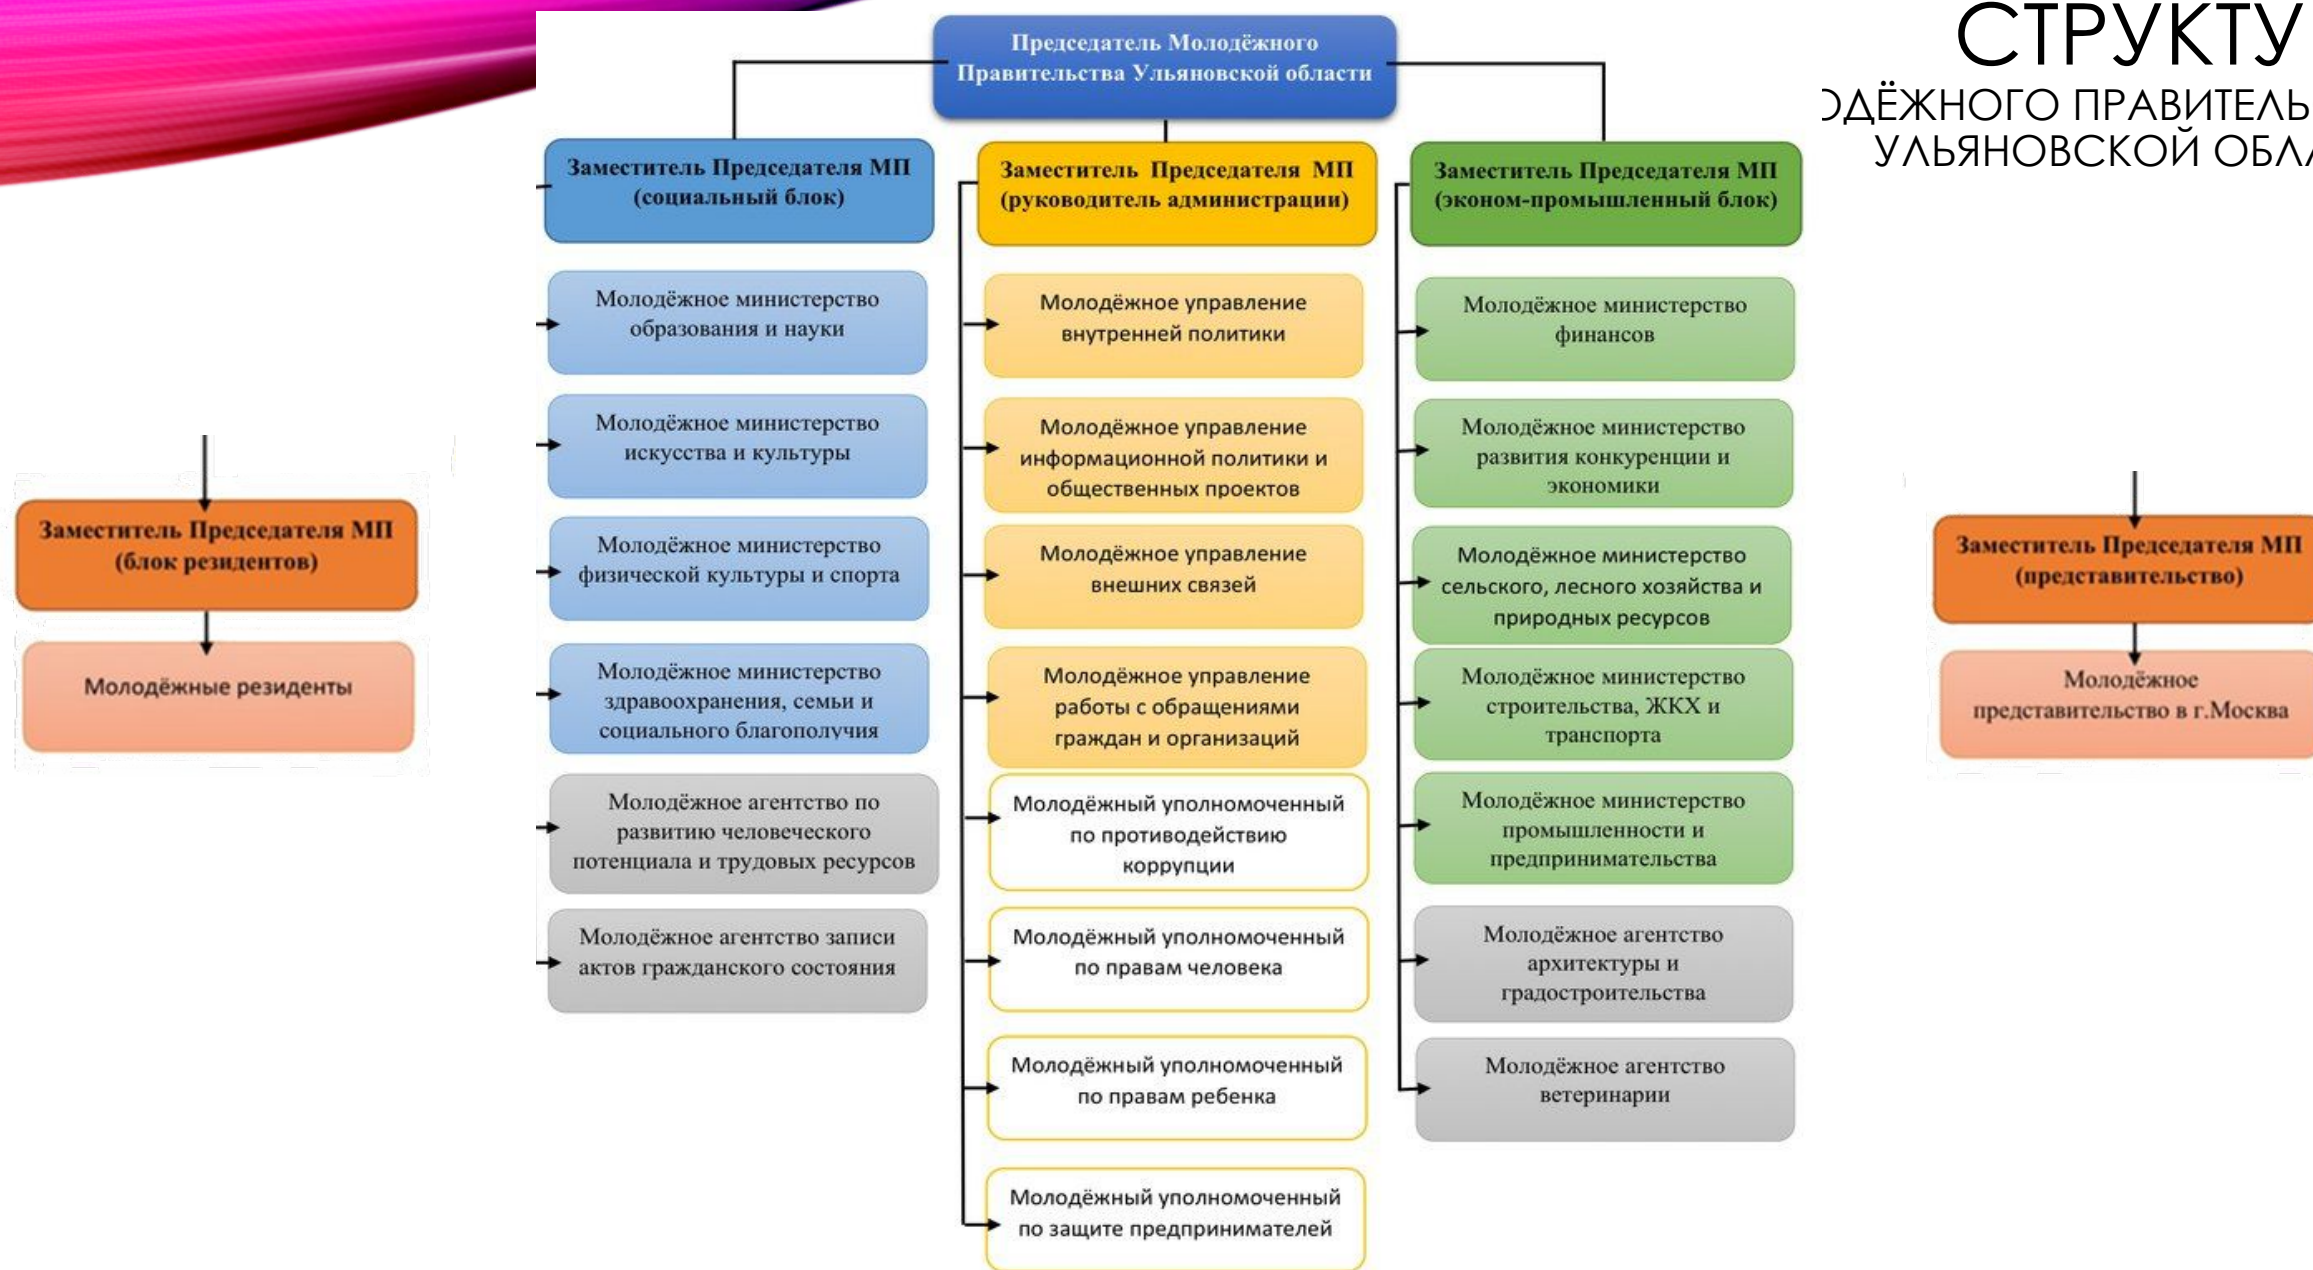 СТРУКТУ
ОДЁЖНОГО ПРАВИТЕЛЬ
УЛЬЯНОВСКОЙ ОБЛА
Председатель Молодёжного
Правительства Ульяновской области
Заместитель Председателя МП
(социальный блок)
Молодёжное министерство
образования и науки
Молодёжное министерство
искусства и культуры
Молодёжное министерство
физической культуры и спорта
Молодёжное министерство
здравоохранения, семьи и
социального благополучия
Молодёжное агентство по
развитию человеческого
потенциала и трудовых ресурсов
Молодёжное агентство записи
актов гражданского состояния
Заместитель Председателя МП
(руководитель администрации)
Молодёжное управление
внутренней политики
Молодёжное управление
информационной политики и
общественных проектов
Молодёжное управление
внешних связей
Молодёжное управление
работы с обращениями
граждан и организаций
Молодёжный уполномоченный
по противодействию
коррупции
Молодёжный уполномоченный
по правам человека
Молодёжный уполномоченный
по правам ребенка
Молодёжный уполномоченный
по защите предпринимателей
Заместитель Председателя МП
(эконом-промышленный блок)
Молодёжное министерство
финансов
Молодёжное министерство
развития конкуренции и
экономики
Молодёжное министерство
сельского, лесного хозяйства и
природных ресурсов
Молодёжное министерство
строительства, ЖКХ и
транспорта
Молодёжное министерство
промышленности и
предпринимательства
Молодёжное агентство
архитектуры и
градостроительства
Молодёжное агентство
ветеринарии
Заместитель Председателя МП
(блок резидентов)
Молодёжные резиденты
Заместитель Председателя МП
(представительство)
Молодёжное
представительство в г.Москва